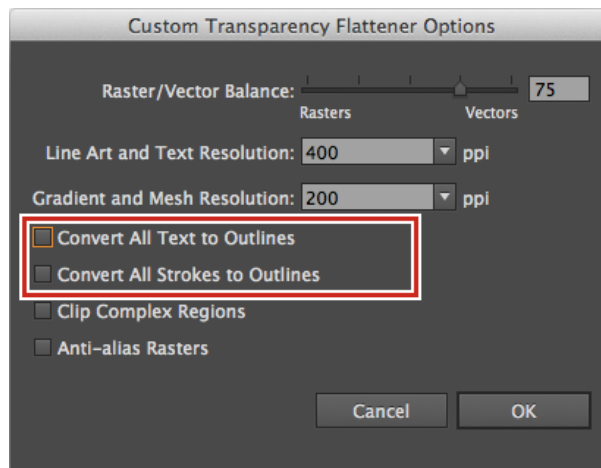 Custom Transparency Flattener Options
Raster/Vector Balance: 75
Rasters Vectors
Line Art and Text Resolution: 400 ppi
Gradient and Mesh Resolution: 200 ppi
Convert All Text to Outlines
Convert All Strokes to Outlines
Clip Complex Regions
Anti-alias Rasters
Cancel OK